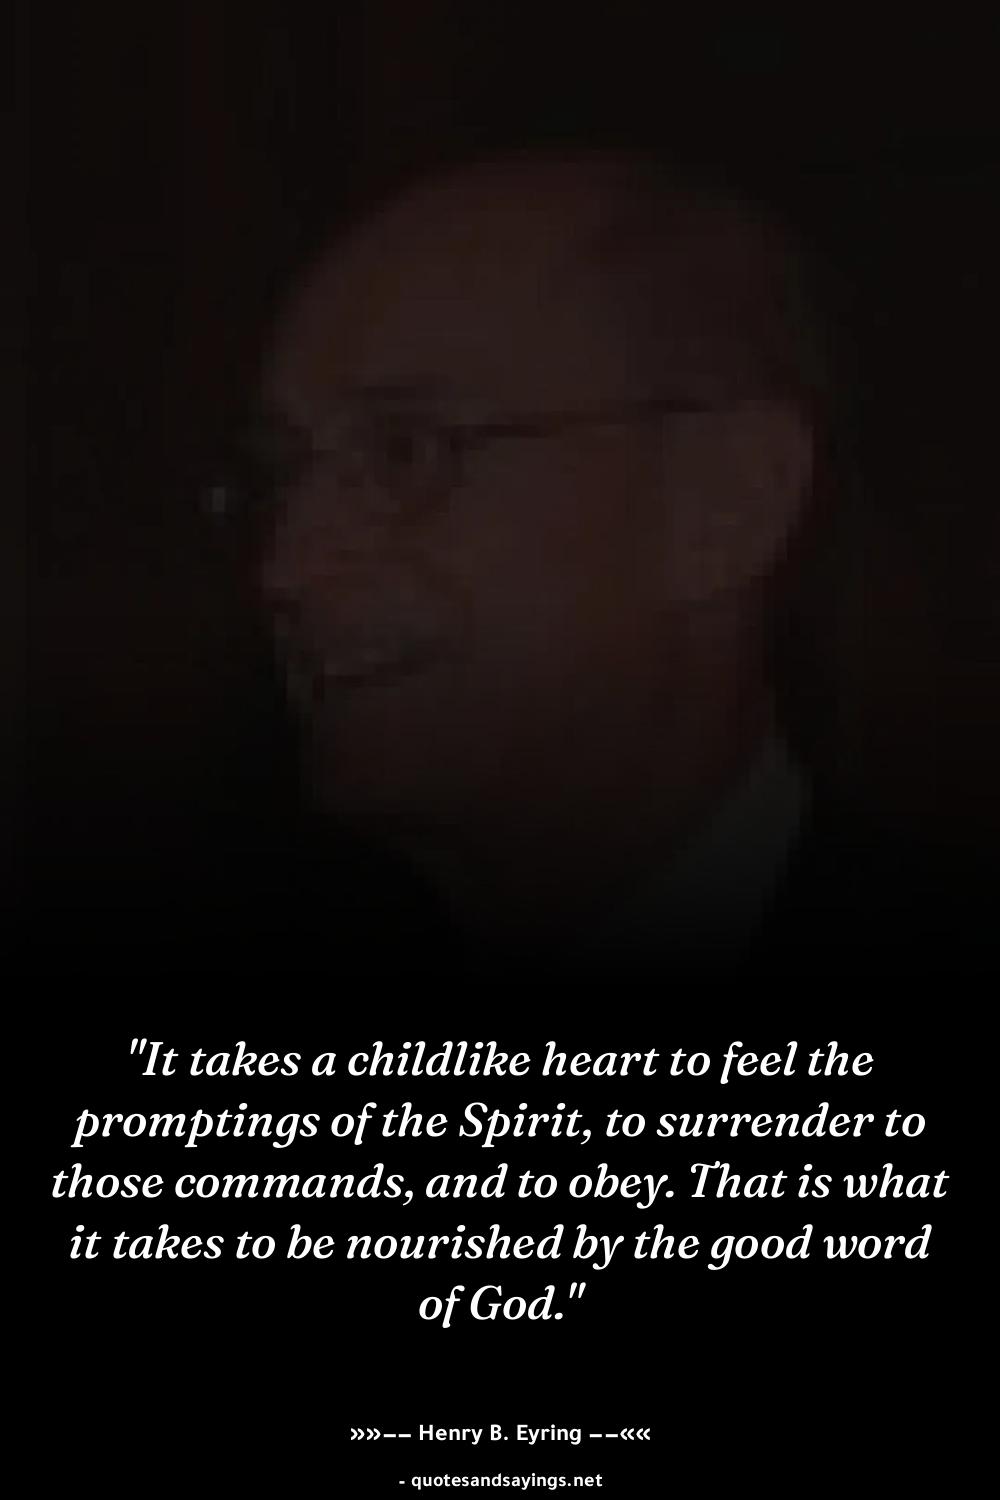 "It takes a childlike heart to feel the
promptings of the Spirit, to surrender to
those commands, and to obey. That is what
it takes to be nourished by the good word
of God."
»»–– Henry B. Eyring ––««
- quotesandsayings.net